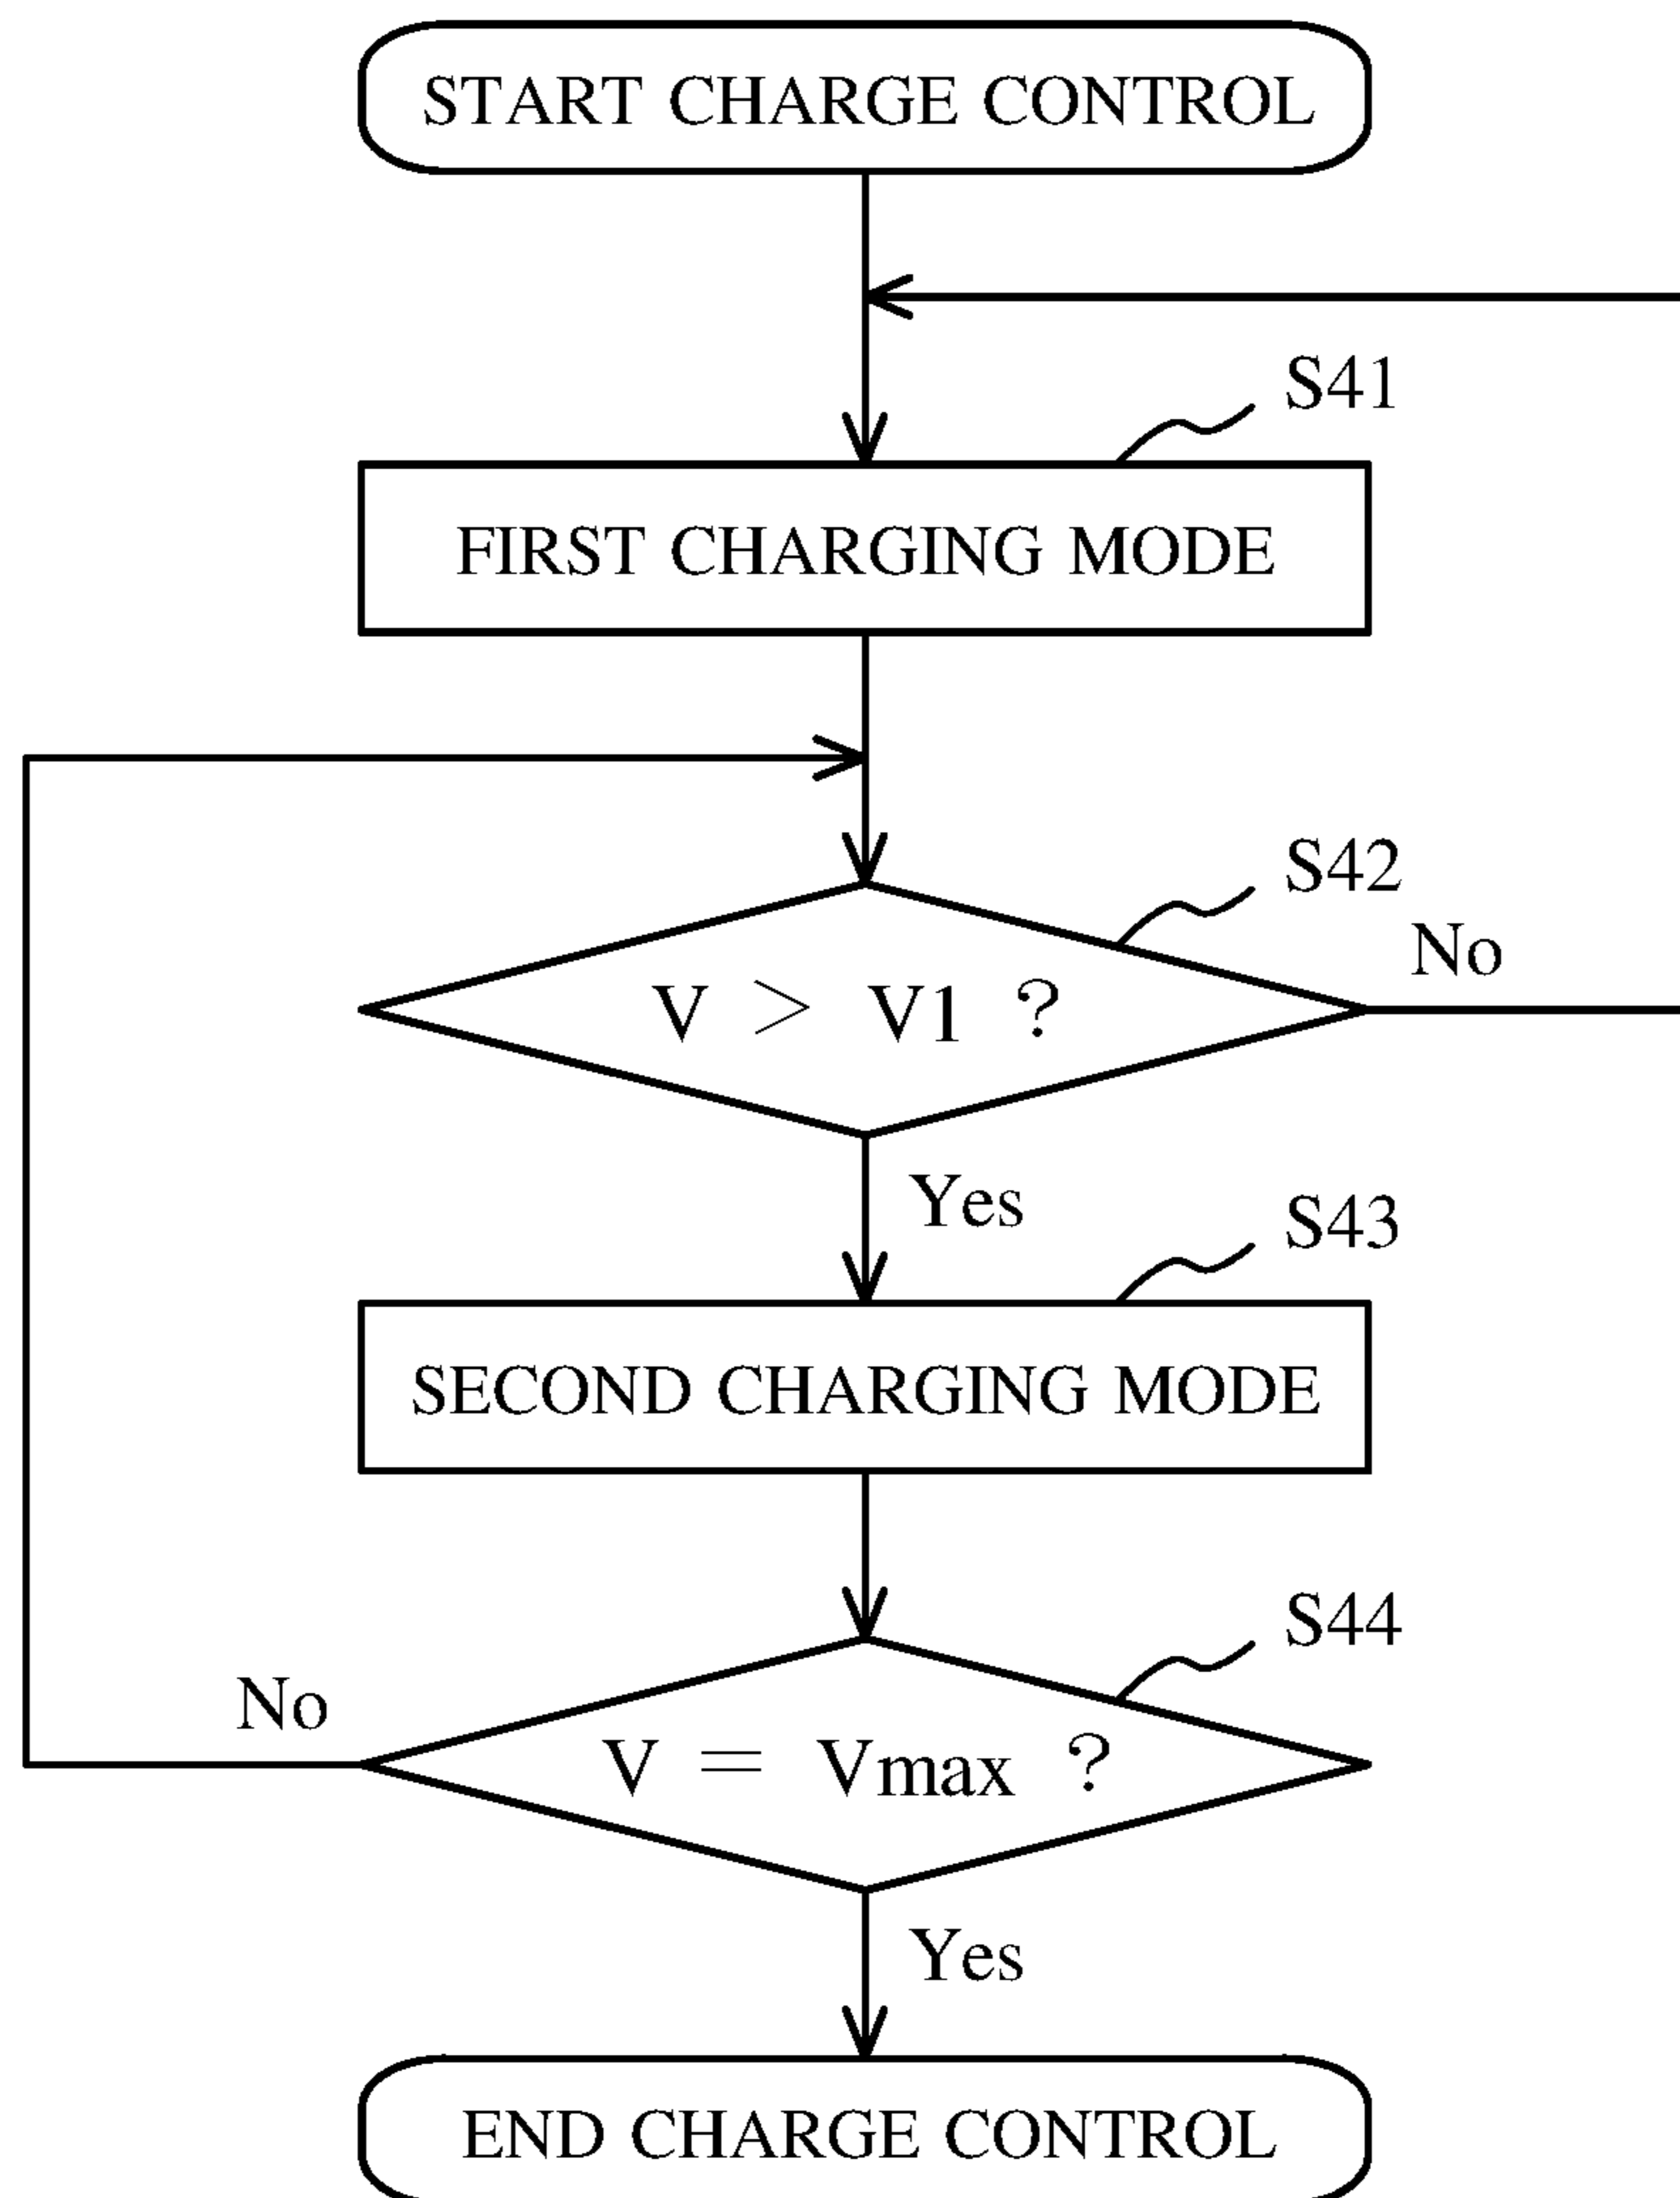 START CHARGE CONTROL
S41
FIRST CHARGING MODE
S42
No
V > V1 ?
Yes
S43
SECOND CHARGING MODE
S44
No
V = Vmax ?
Yes
END CHARGE CONTROL